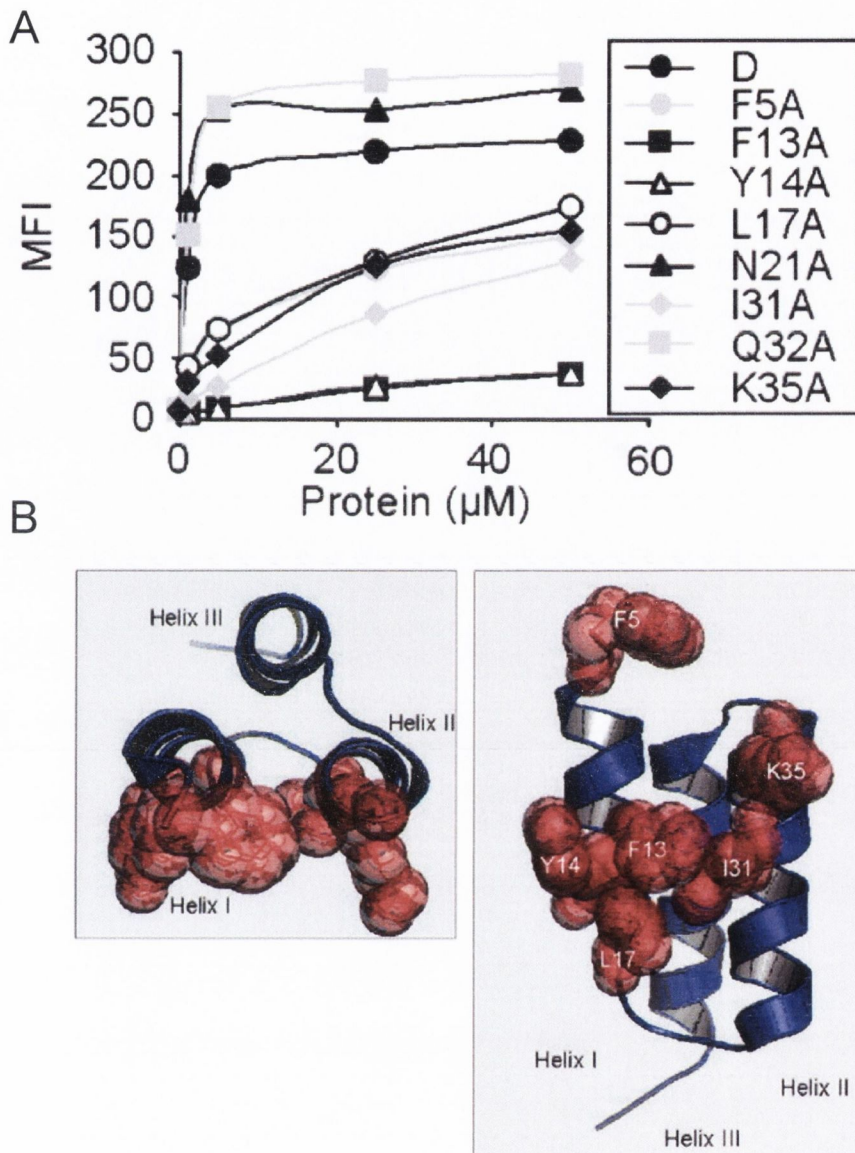 A
MFI
300
250
200
150
100
50
0
0 20 40 60
Protein (µM)
D
F5A
F13A
Y14A
L17A
N21A
I31A
Q32A
K35A
B
Helix III
Helix II
Helix I
F5
K35
Y14
F13
I31
L17
Helix I
Helix II
Helix III